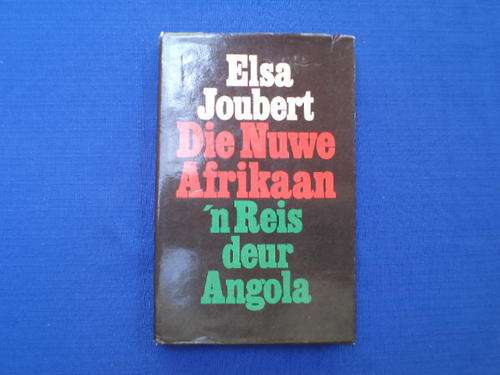 Elsa
Joubert
Die Nuwe
Afrikaan
'n Reis
deur
Angola